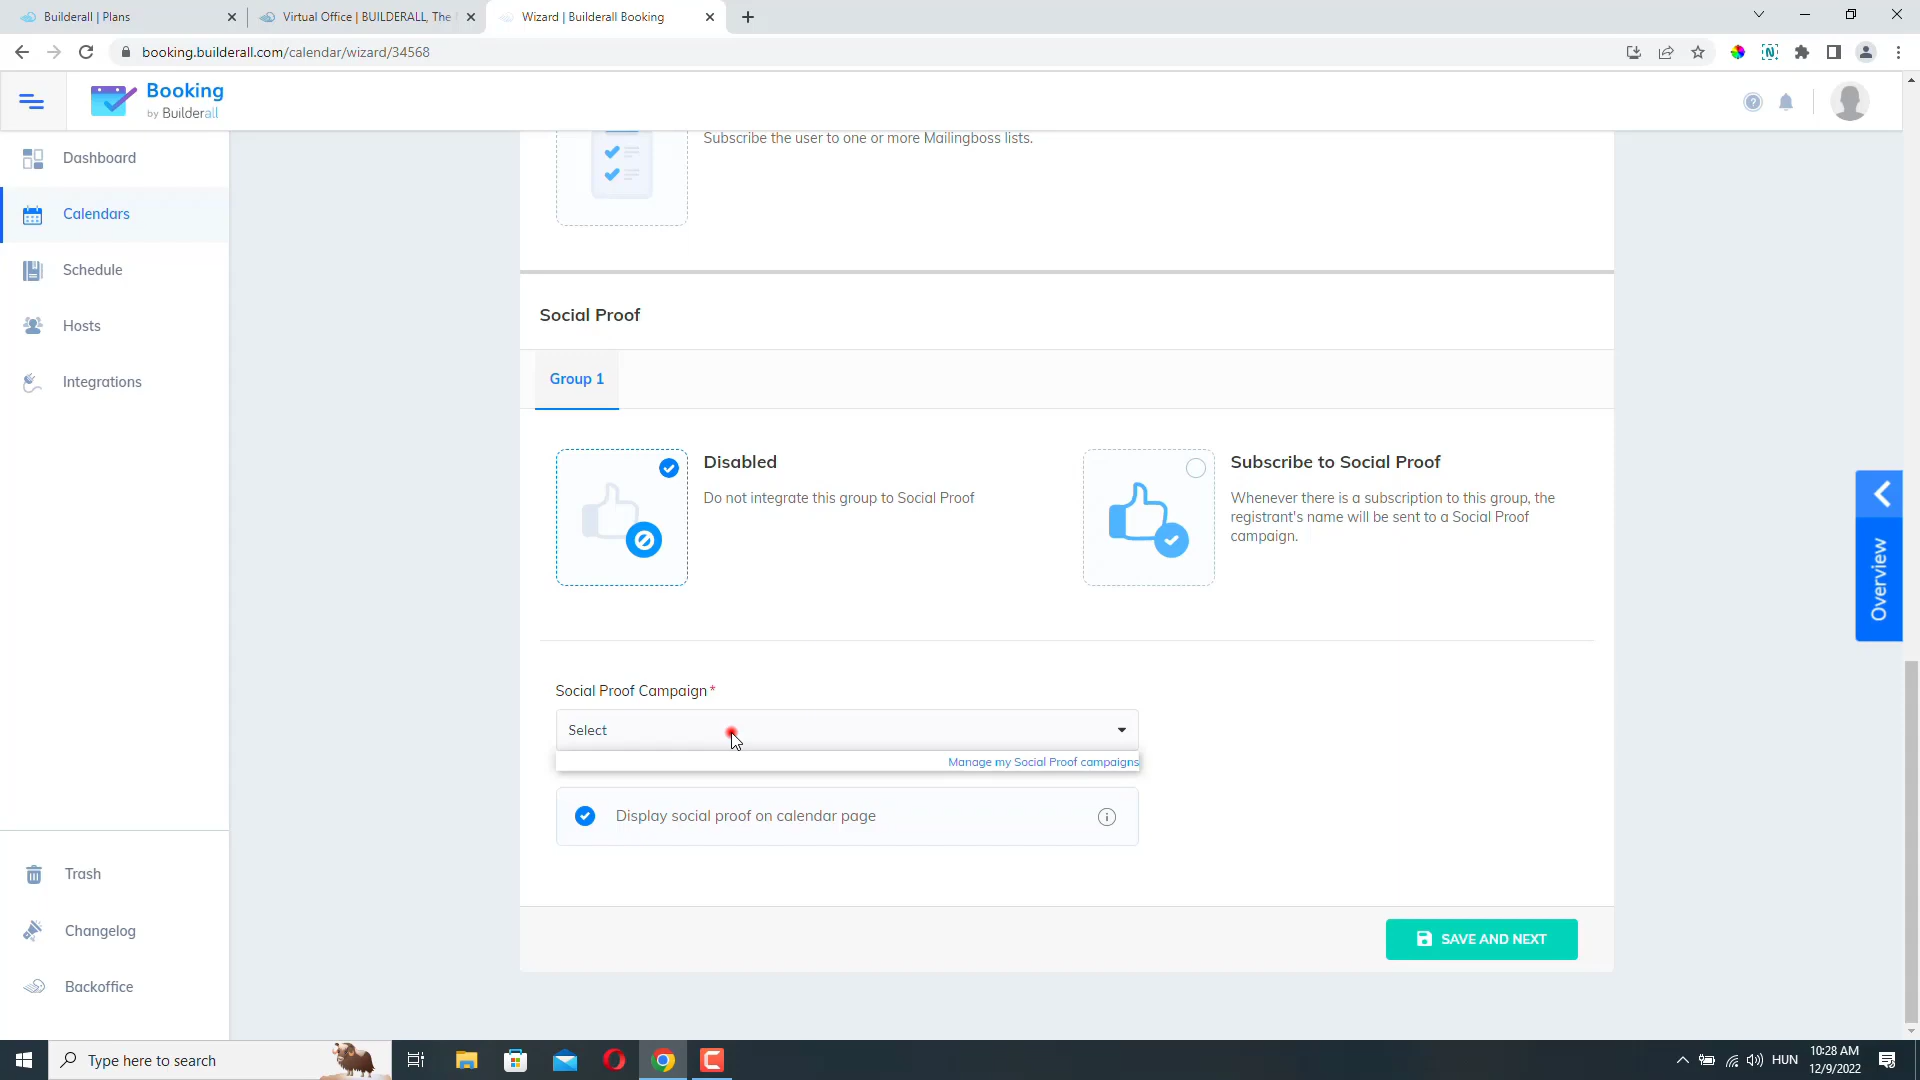 Builderall | Plans
Virtual Office | BUILDERALL, The
Wizard | Builderall Booking
booking.builderall.com/calendar/wizard/34568
Booking
by Builderall
Dashboard
Calendars
Schedule
Hosts
Integrations
Trash
Changelog
Backoffice
Subscribe the user to one or more Mailingboss lists.
Social Proof
Group 1
Disabled
Do not integrate this group to Social Proof
Subscribe to Social Proof
Whenever there is a subscription to this group, the
registrant's name will be sent to a Social Proof
campaign.
Social Proof Campaign *
Select
Manage my Social Proof campaigns
Display social proof on calendar page
SAVE AND NEXT
Overview
Type here to search
HUN
10:28 AM
12/9/2022